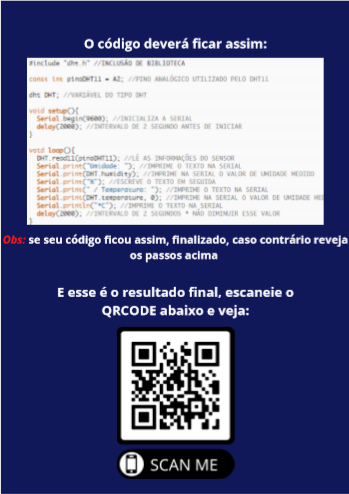 O código deverá ficar assim:
#include "dht.h" //INCLUSÃO DE BIBLIOTECA
const int pinoDHT11 = A2; //PINO ANALÓGICO UTILIZADO PELO DHT11
dht DHT; //VARIÁVEL DO TIPO DHT
void setup(){
Serial.begin(9600); //INICIALIZA A SERIAL
delay(2000); //INTERVALO DE 2 SEGUNDO ANTES DE INICIAR
}
void loop(){
DHT.read11(pinoDHT11); //LÊ AS INFORMAÇÕES DO SENSOR
Serial.print("Umidade: "); //IMPRIME O TEXTO NA SERIAL
Serial.print(DHT.humidity); //IMPRIME NA SERIAL O VALOR DE UMIDADE MEDIDO
Serial.print("%"); //ESCREVE O TEXTO EM SEGUIDA
Serial.print(" / Temperatura: "); //IMPRIME O TEXTO NA SERIAL
Serial.print(DHT.temperature, 0); //IMPRIME NA SERIAL O VALOR DE UMIDADE MED
Serial.println("*C"); //IMPRIME O TEXTO NA SERIAL
delay(2000); //INTERVALO DE 2 SEGUNDOS * NÃO DIMINUIR ESSE VALOR
}
Obs: se seu código ficou assim, finalizado, caso contrário reveja
os passos acima
E esse é o resultado final, escaneie o
QRCODE abaixo e veja:
SCAN ME